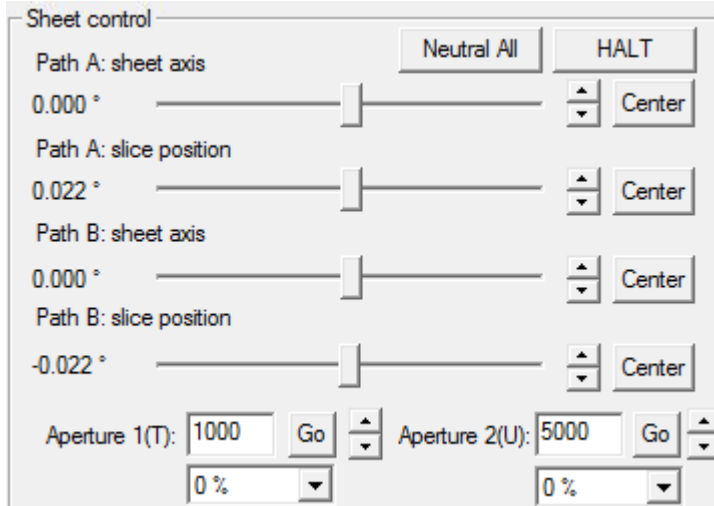 Sheet control
Neutral All HALT
Path A: sheet axis
0.000 ° Center
Path A: slice position
0.022 ° Center
Path B: sheet axis
0.000 ° Center
Path B: slice position
-0.022 ° Center
Aperture 1(T): 1000 Go Aperture 2(U): 5000 Go
0 % 0 %